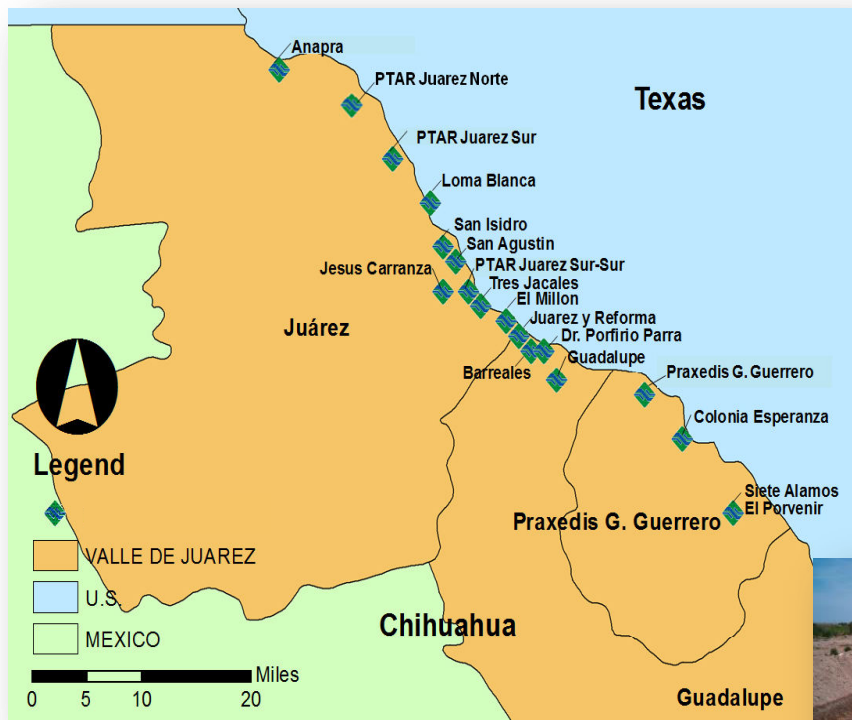 Anapra
PTAR Juarez Norte
Texas
PTAR Juarez Sur
Loma Blanca
San Isidro
San Agustin
Jesus Carranza
PTAR Juarez Sur-Sur
Tres Jacales
El Millon
Juárez
Juarez y Reforma
Dr. Porfirio Parra
Guadalupe
Barreales
Praxedis G. Guerrero
Colonia Esperanza
Siete Alamos
El Porvenir
Praxedis G. Guerrero
Legend
VALLE DE JUAREZ
U.S.
MEXICO
Chihuahua
Miles
0 5 10 20
Guadalupe